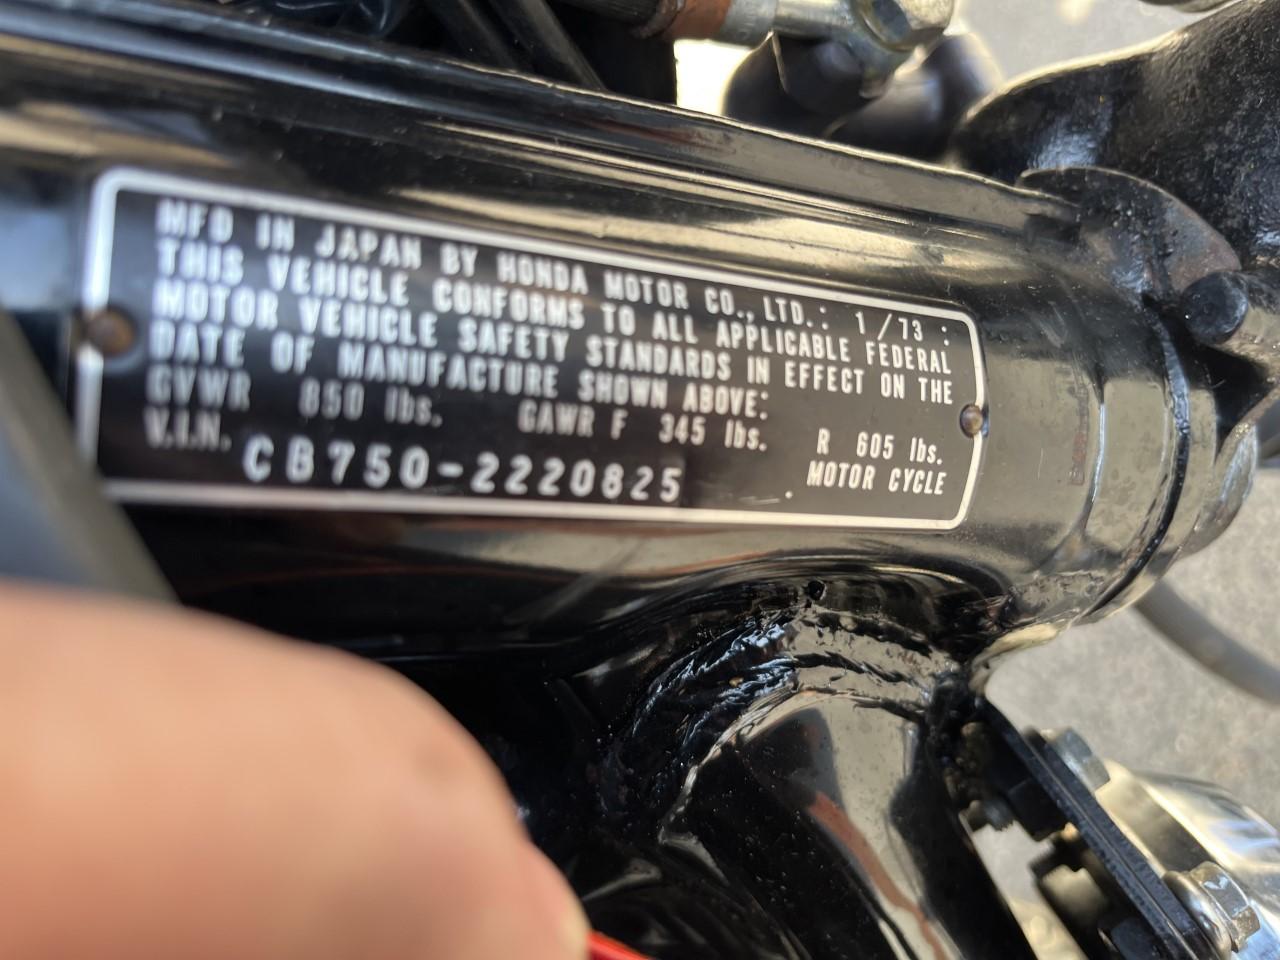 MFD IN JAPAN BY HONDA MOTOR CO., LTD.: 1/73 :
THIS VEHICLE CONFORMS TO ALL APPLICABLE FEDERAL
MOTOR VEHICLE SAFETY STANDARDS IN EFFECT ON THE
DATE OF MANUFACTURE SHOWN ABOVE:
GVWR 850 lbs. GAWR F 345 lbs. R 605 lbs.
V.I.N. CB750-2220825 MOTOR CYCLE